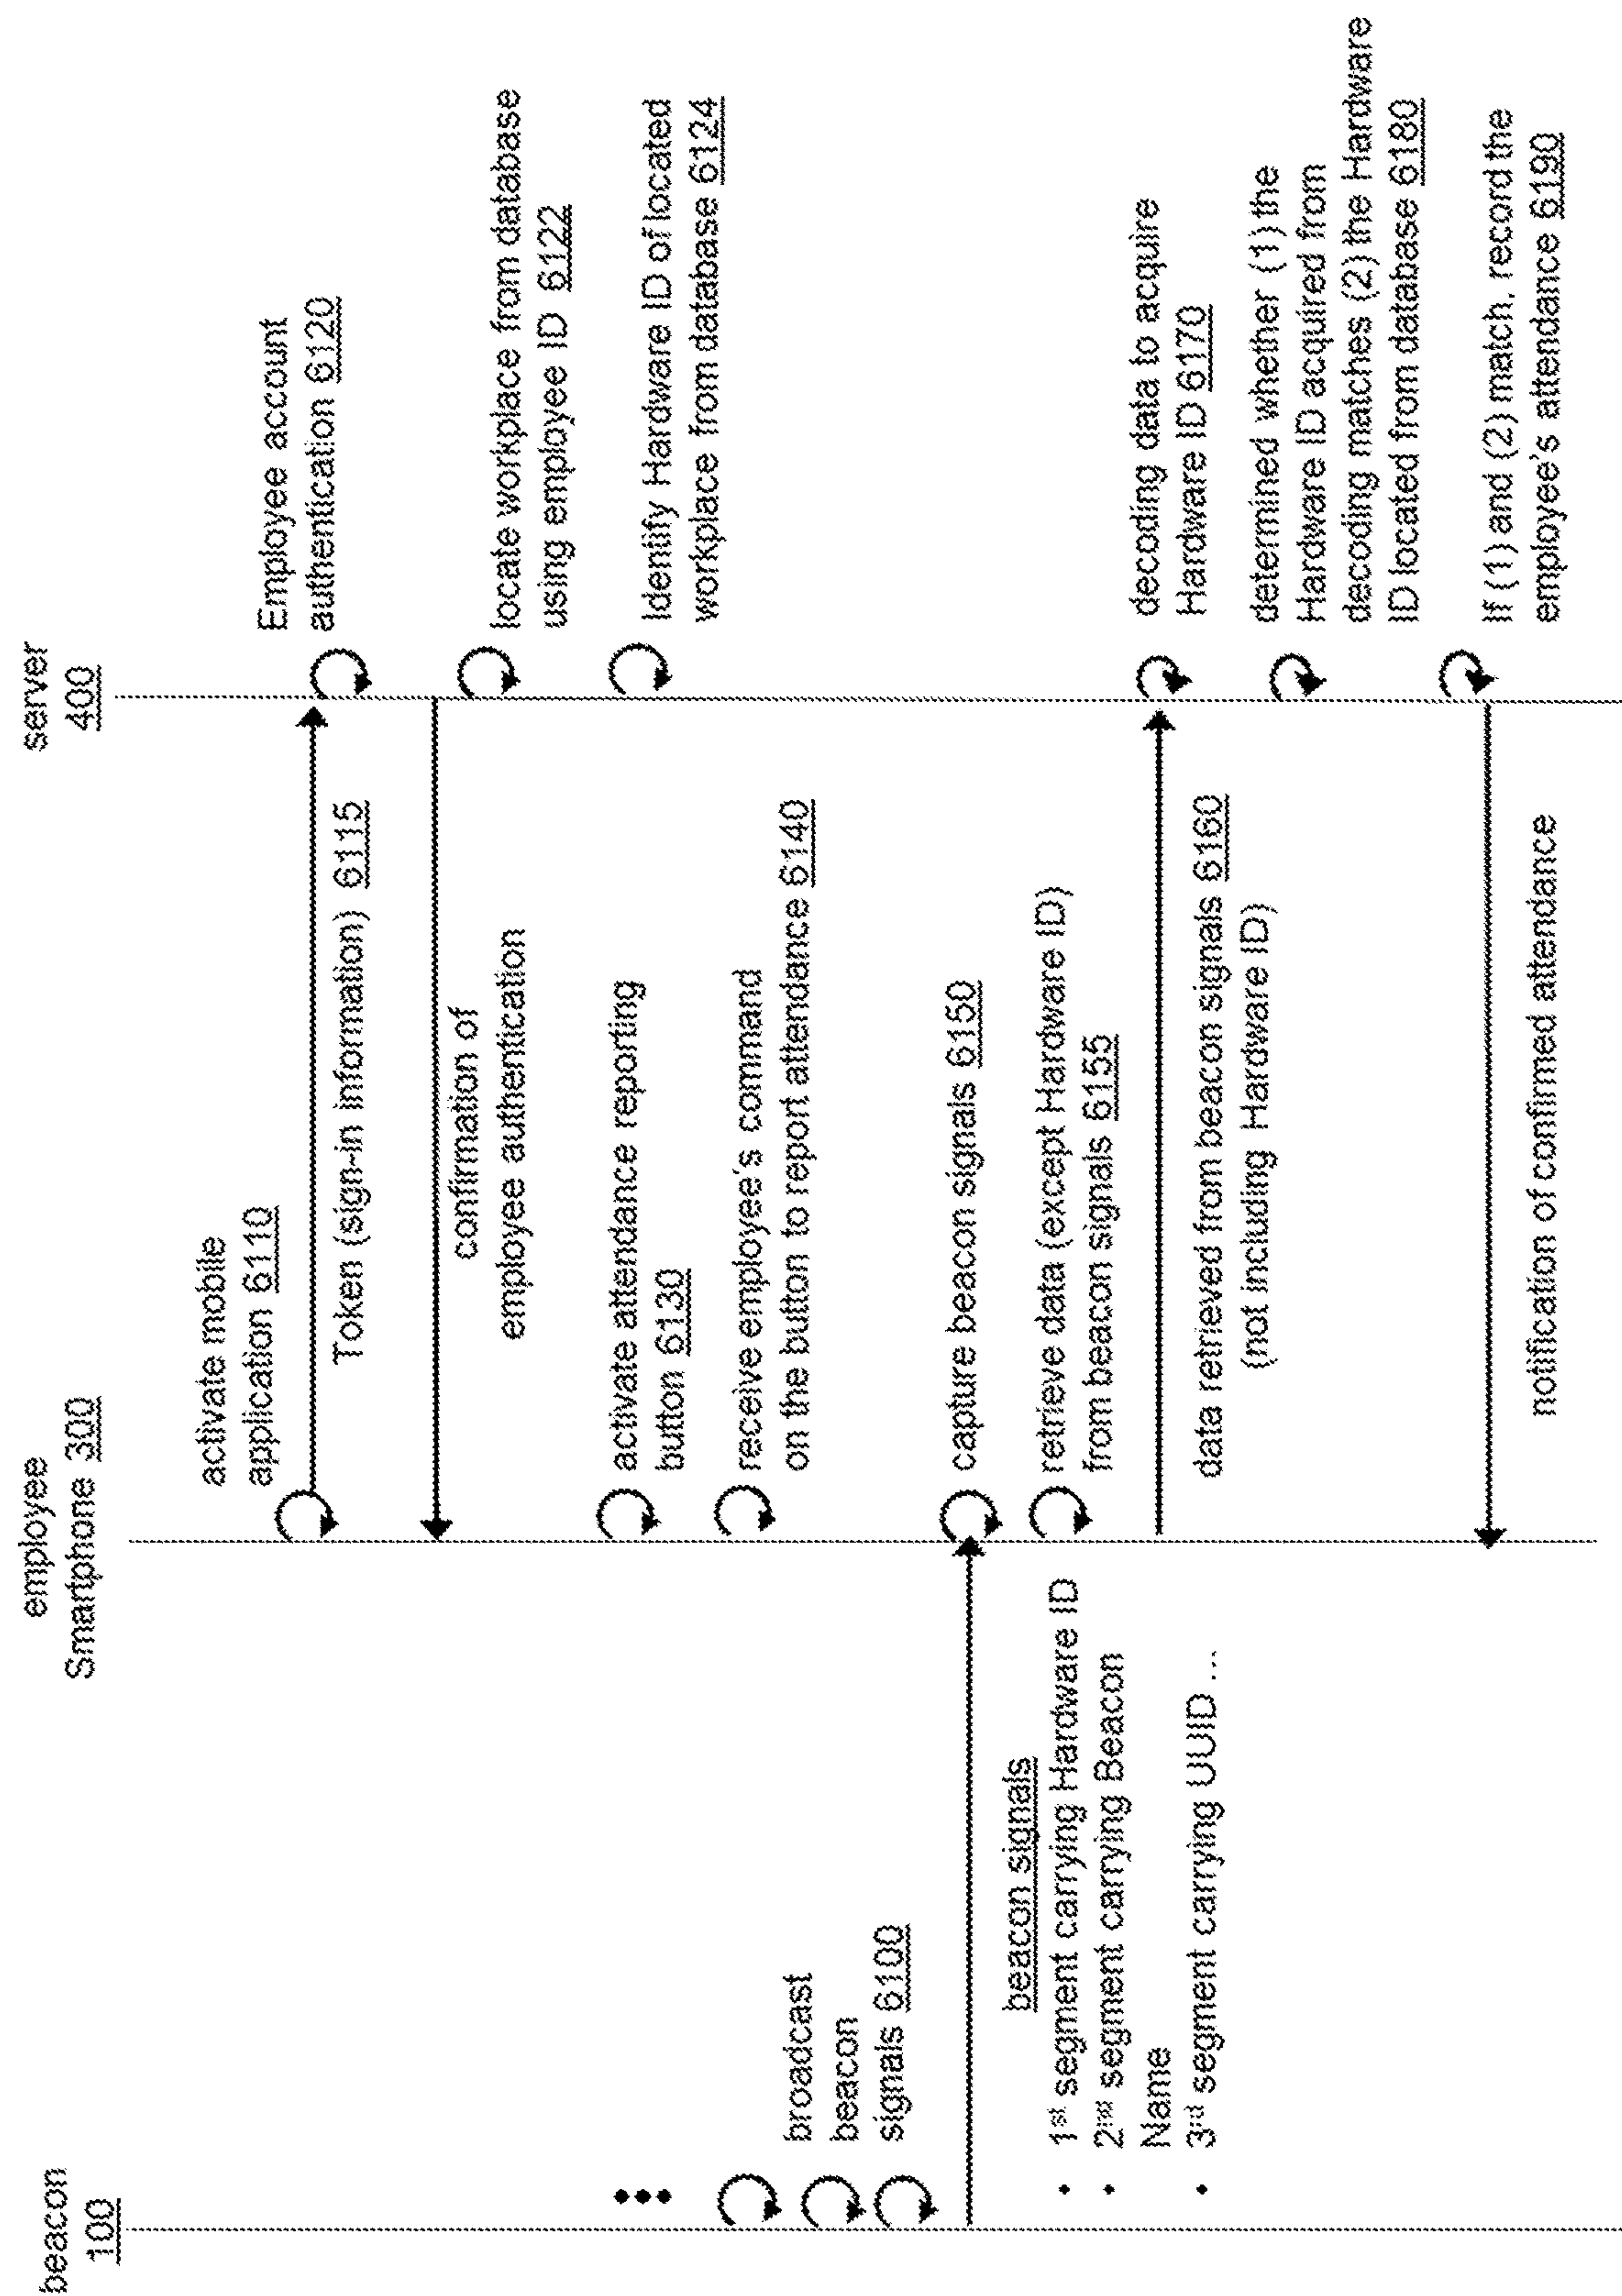 beacon
100
employee
Smartphone 300
server
400
activate mobile
application 6110
Token (sign-in information) 6115
Employee account
authentication 6120
confirmation of
employee authentication
locate workplace from database
using employee ID 6122
Identify Hardware ID of located
workplace from database 6124
activate attendance reporting
button 6130
receive employee's command
on the button to report attendance 6140
broadcast
beacon
signals 6100
capture beacon signals 6150
beacon signals
• 1st segment carrying Hardware ID
• 2nd segment carrying Beacon
Name
• 3rd segment carrying UUID ...
retrieve data (except Hardware ID)
from beacon signals 6155
data retrieved from beacon signals 6160
(not including Hardware ID)
decoding data to acquire
Hardware ID 6170
determined whether (1) the
Hardware ID acquired from
decoding matches (2) the Hardware
ID located from database 6180
If (1) and (2) match, record the
employee's attendance 6190
notification of confirmed attendance